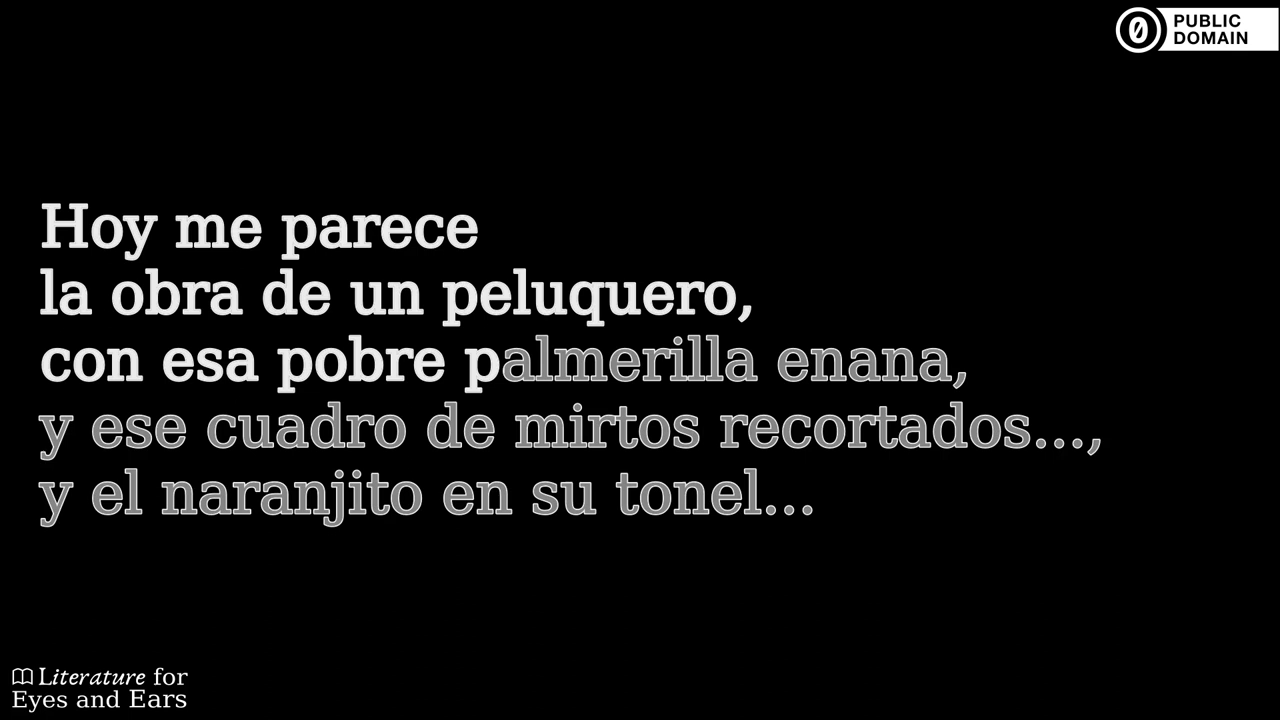 PUBLIC
DOMAIN
Hoy me parece
la obra de un peluquero,
con esa pobre palmerilla enana,
y ese cuadro de mirtos recortados...,
y el naranjito en su tonel...
Literature for
Eyes and Ears